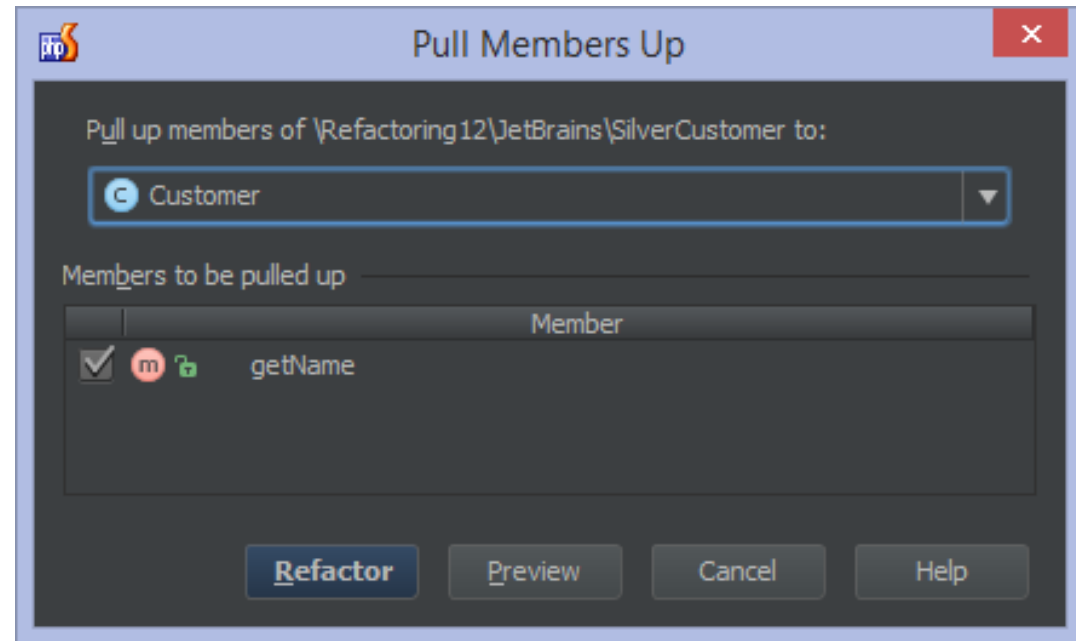 php
Pull Members Up
Pull up members of \Refactoring12\JetBrains\SilverCustomer to:
C Customer
Members to be pulled up
Member
m getName
Refactor Preview Cancel Help